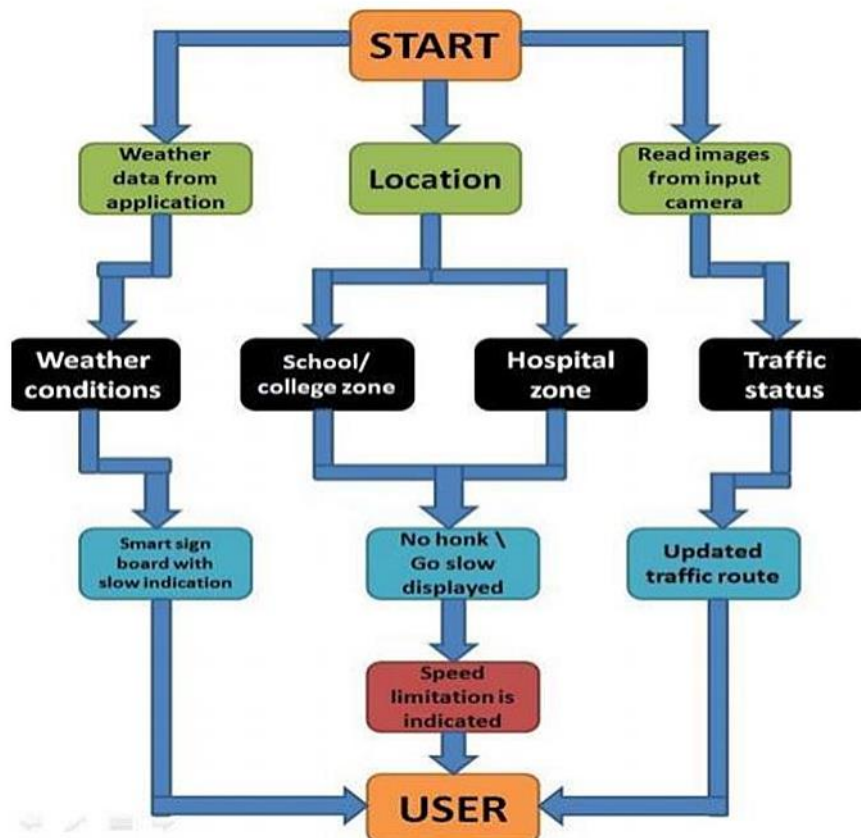 START
Weather
data from
application
Location
Read images
from input
camera
Weather
conditions
School/
college zone
Hospital
zone
Traffic
status
Smart sign
board with
slow indication
No honk \
Go slow
displayed
Updated
traffic route
Speed
limitation is
indicated
USER